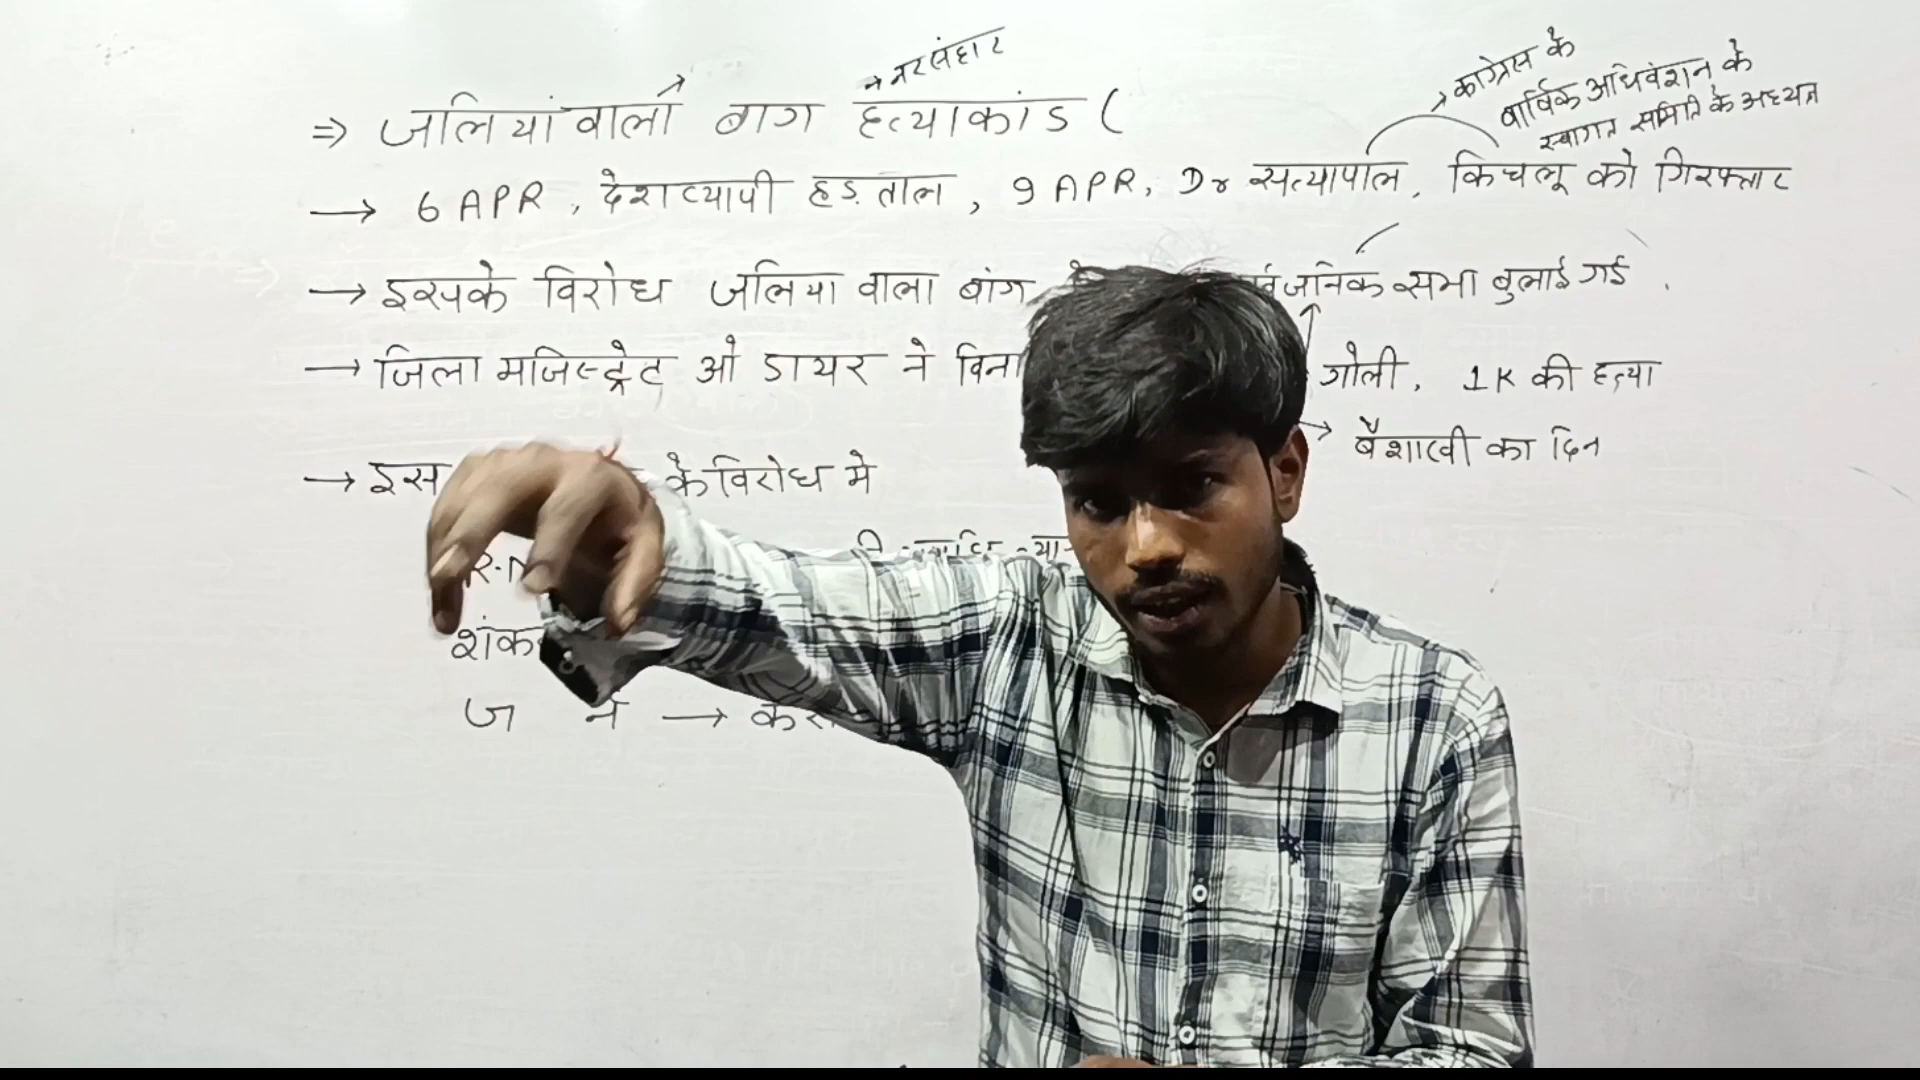 → नरसंहार
⇒ जलियांवाला बाग हत्याकांड (
→ कांग्रेस के
वार्षिक अधिवेशन के
स्वागत समिति के अध्यक्ष
→ 6 APR, देशव्यापी हड़ताल, 9 APR, Dr सत्यापाल, किचलू को गिरफ्तार
→ इसके विरोध जलिया वाला बांग सभा बुलाई गई
→ जिला मजिस्ट्रेट ओ डायर ने बिना गोली, 1K की हत्या
→ बैशाखी का दिन
→ इस के विरोध मे
ने →